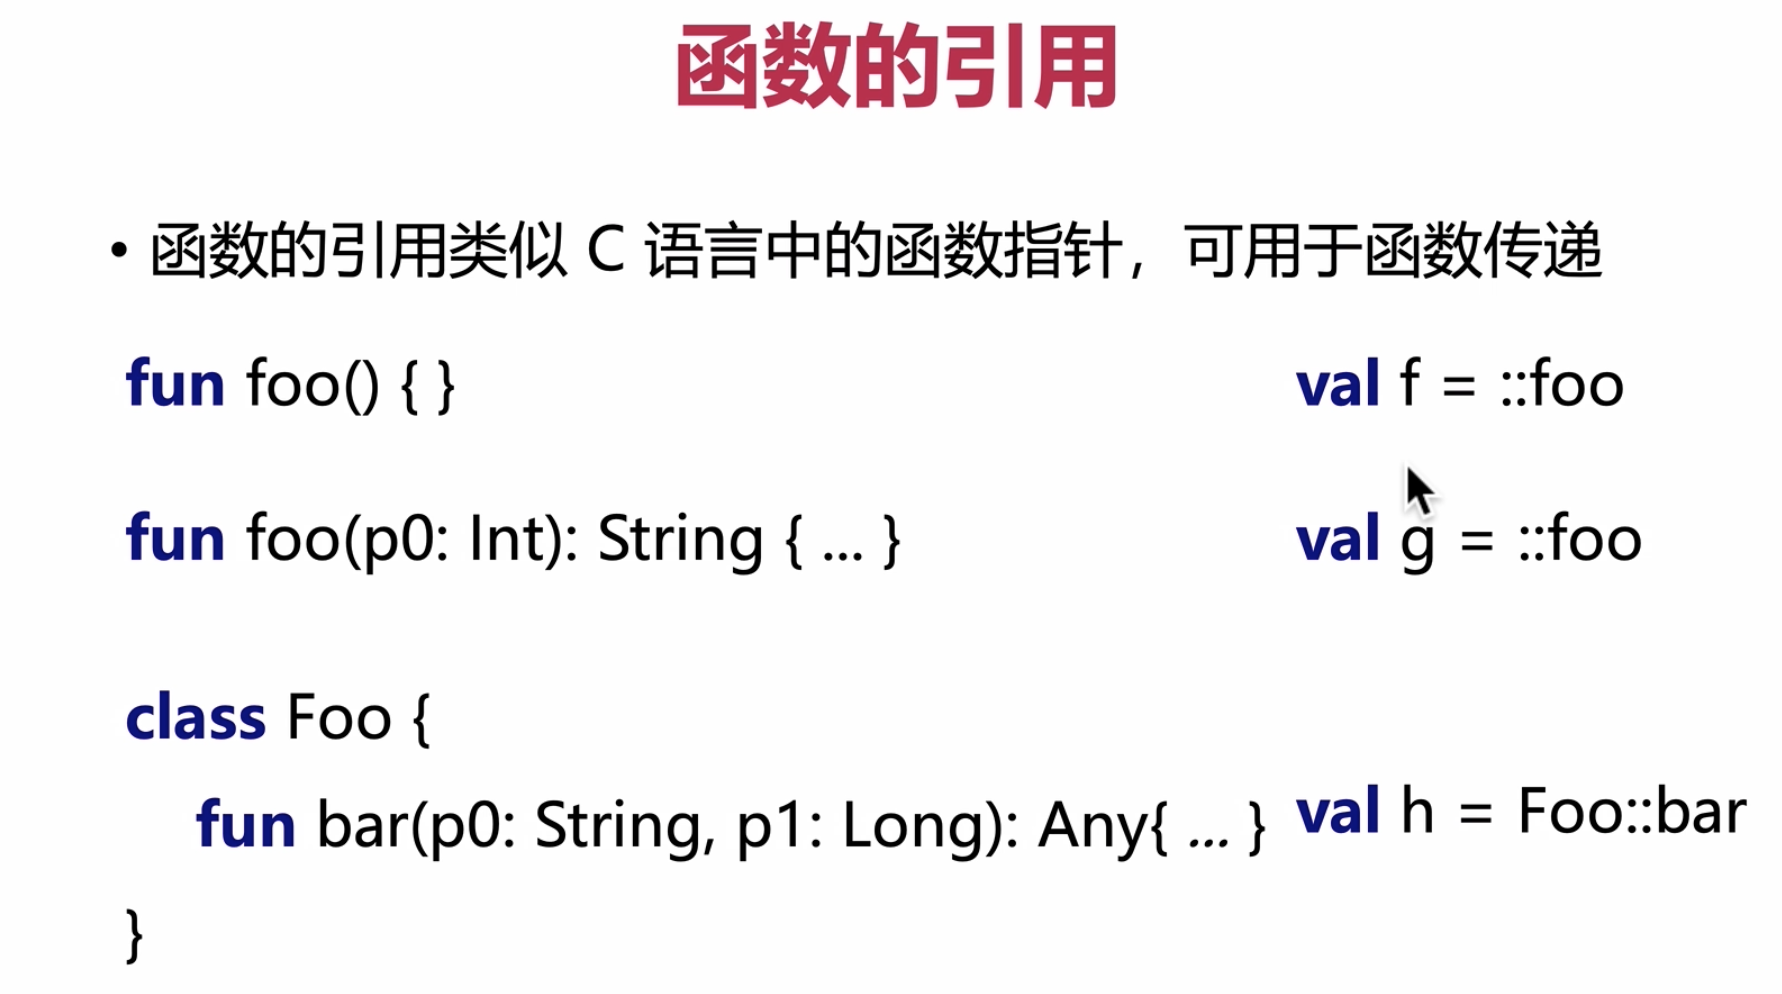 函数的引用
• 函数的引用类似 C 语言中的函数指针，可用于函数传递
fun foo() { }
val f = ::foo
fun foo(p0: Int): String { ... }
val g = ::foo
class Foo {
fun bar(p0: String, p1: Long): Any{ ... }
val h = Foo::bar
}